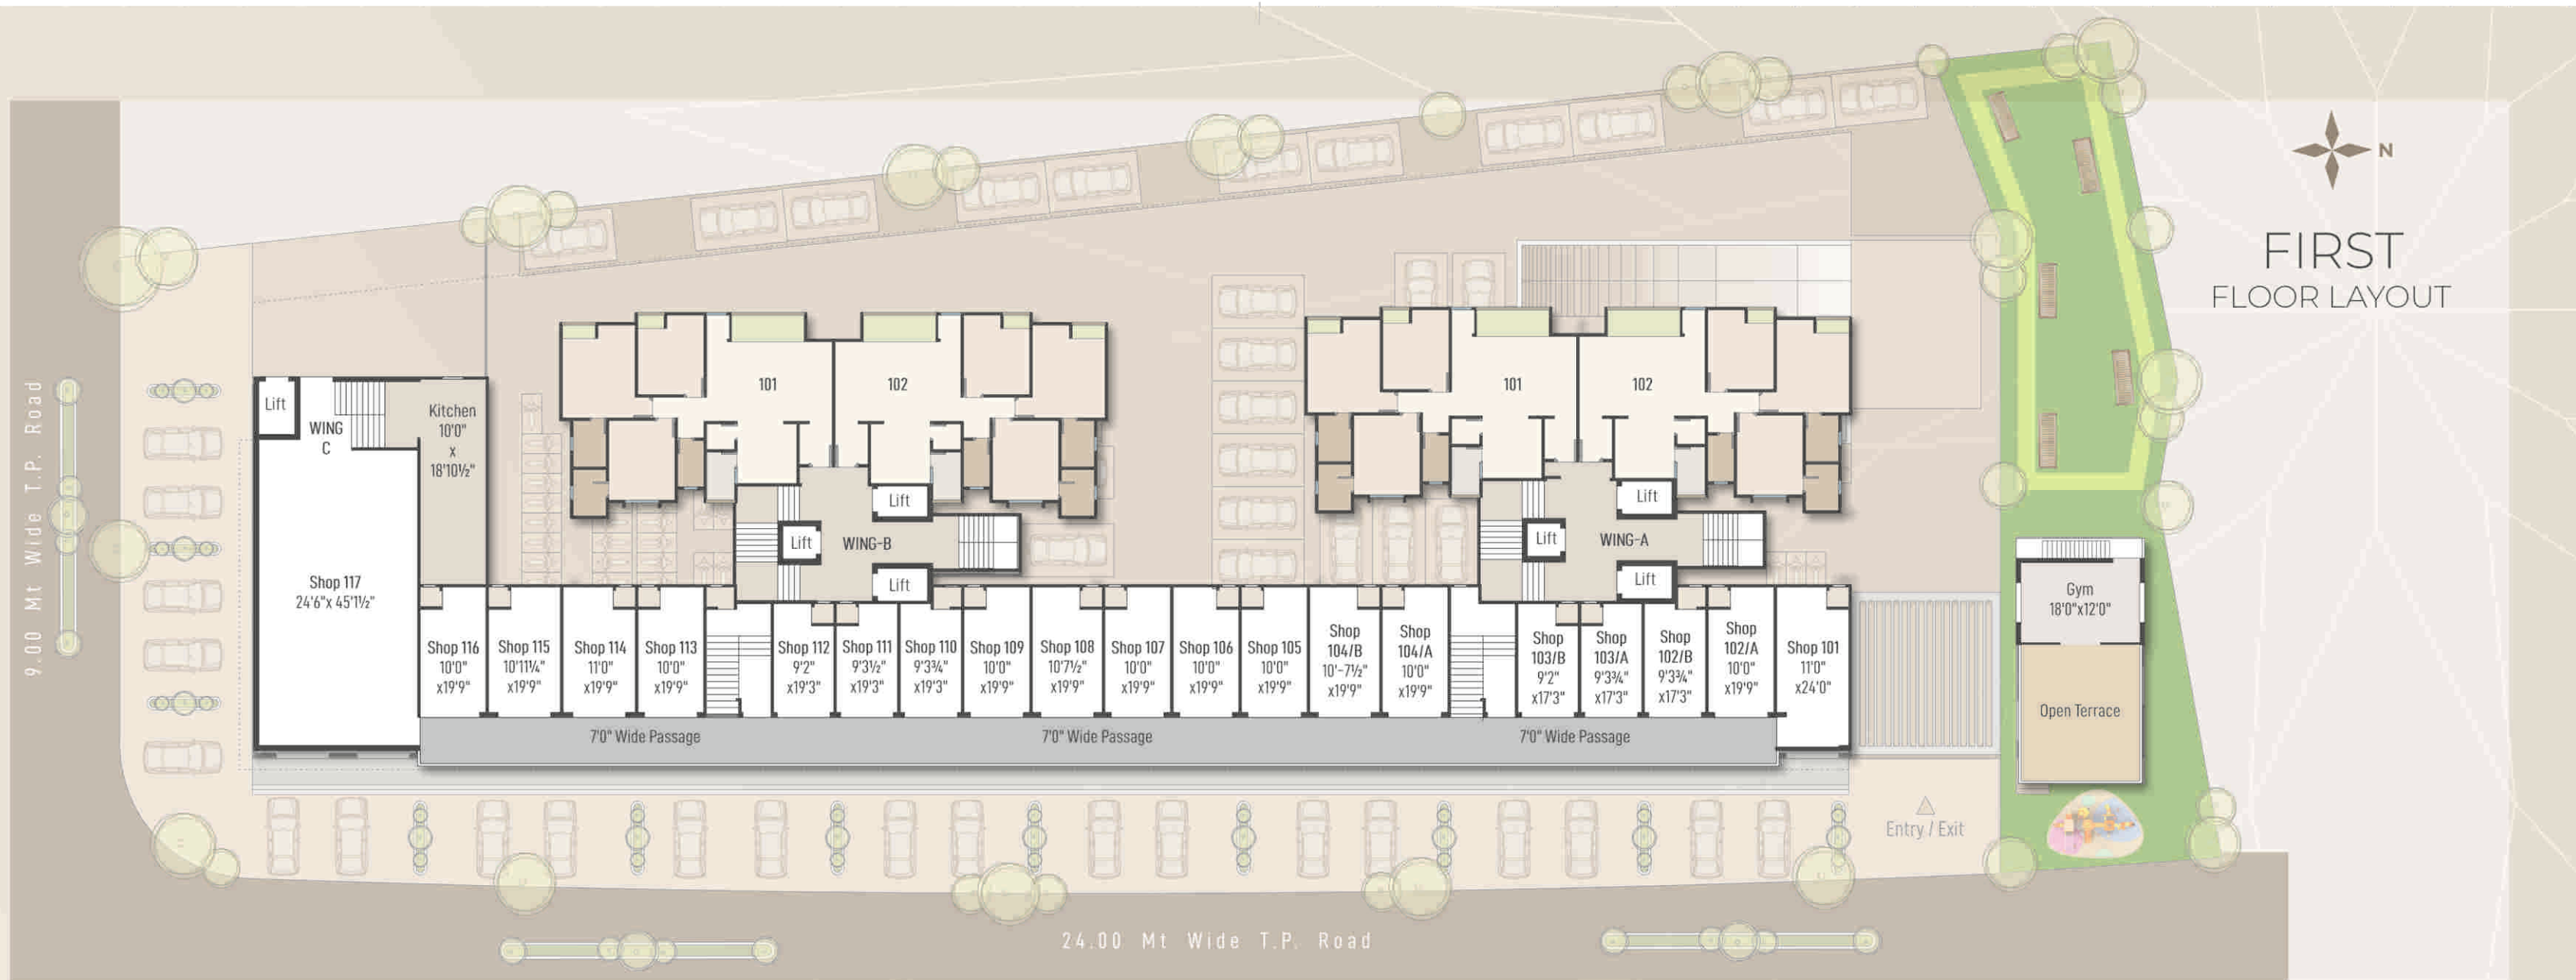 N
FIRST
FLOOR LAYOUT
9.00 Mt Wide T.P. Road
Lift
WING
C
Kitchen
10'0"
x
18'10½"
101
102
101
102
Lift
Lift
WING-B
Lift
Lift
Lift
WING-A
Lift
Shop 117
24'6"x 45'1½"
Shop 116
10'0"
x19'9"
Shop 115
10'11¼"
x19'9"
Shop 114
11'0"
x19'9"
Shop 113
10'0"
x19'9"
Shop 112
9'2"
x19'3"
Shop 111
9'3½"
x19'3"
Shop 110
9'3¾"
x19'3"
Shop 109
10'0"
x19'9"
Shop 108
10'7½"
x19'9"
Shop 107
10'0"
x19'9"
Shop 106
10'0"
x19'9"
Shop 105
10'0"
x19'9"
Shop
104/B
10'-7½"
x19'9"
Shop
104/A
10'0"
x19'9"
Shop
103/B
9'2"
x17'3"
Shop
103/A
9'3¾"
x17'3"
Shop
102/B
9'3¾"
x17'3"
Shop
102/A
10'0"
x19'9"
Shop 101
11'0"
x24'0"
Gym
18'0"x12'0"
Open Terrace
7'0" Wide Passage
7'0" Wide Passage
7'0" Wide Passage
Entry / Exit
24.00 Mt Wide T.P. Road